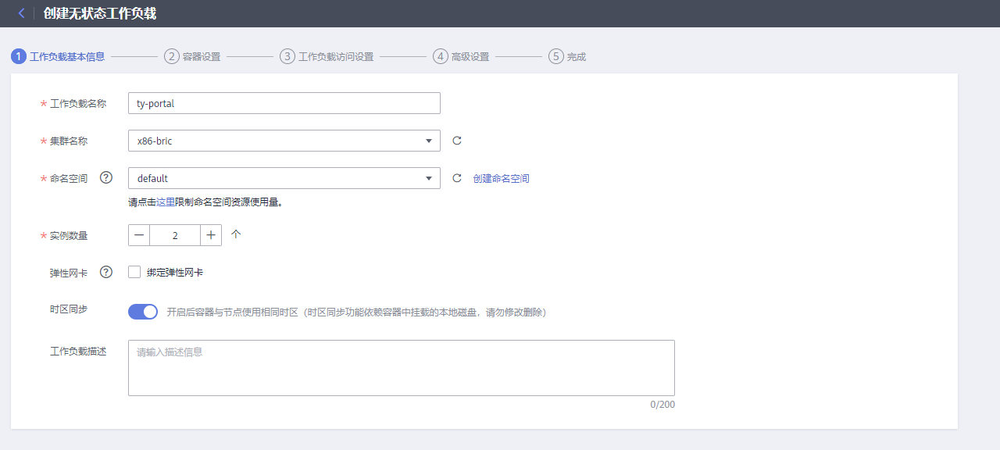 创建无状态工作负载
1 工作负载基本信息 2 容器设置 3 工作负载访问设置 4 高级设置 5 完成
* 工作负载名称 ty-portal
* 集群名称 x86-bric
* 命名空间 ? default 创建命名空间
请点击这里限制命名空间资源使用量。
* 实例数量 2 个
弹性网卡 ? 绑定弹性网卡
时区同步 开启后容器与节点使用相同时区（时区同步功能依赖容器中挂载的本地磁盘，请勿修改删除）
工作负载描述 请输入描述信息
0/200